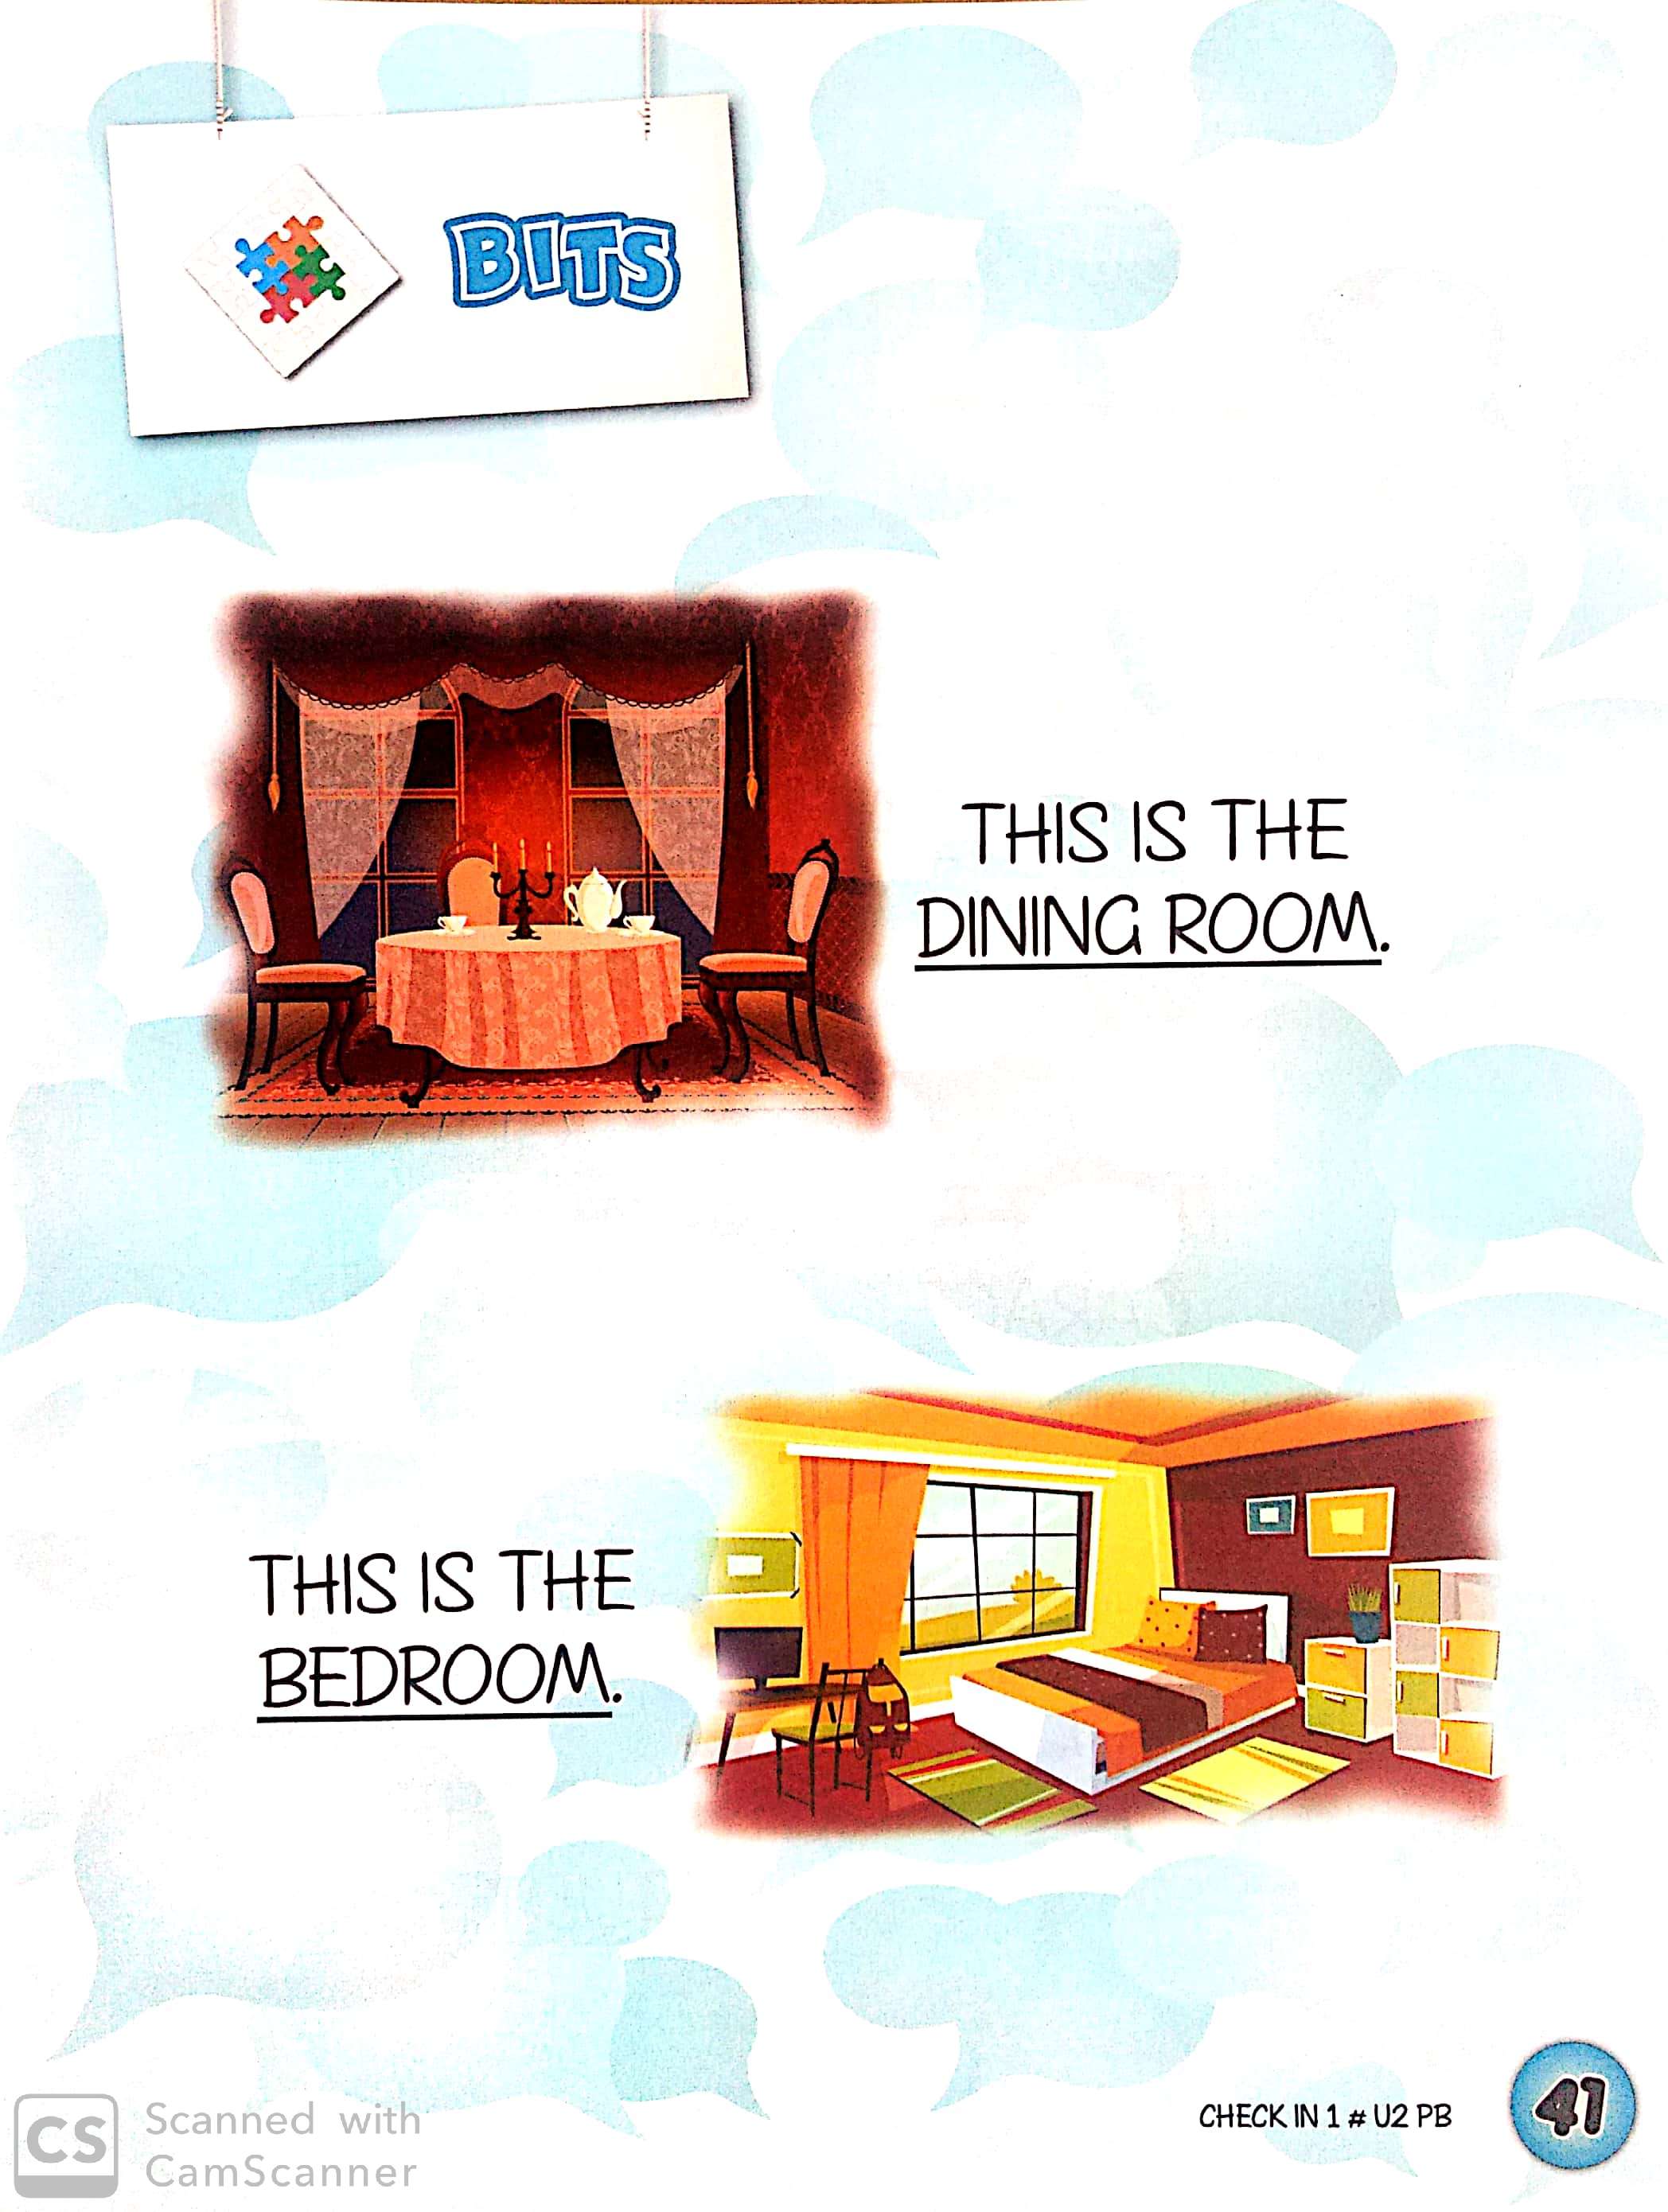 BITS
THIS IS THE
DINING ROOM.
THIS IS THE
BEDROOM.
CHECK IN 1 # U2 PB
41
CS
Scanned with
CamScanner